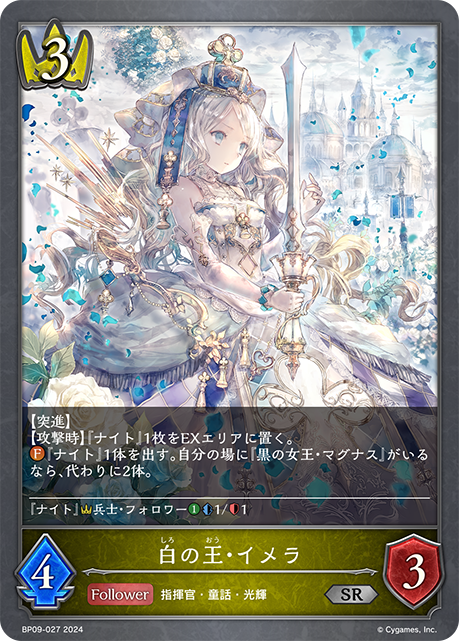 3
【突進】
【攻撃時】『ナイト』1枚をEXエリアに置く。
F『ナイト』1体を出す。自分の場に『黒の女王・マグナス』がいる
なら、代わりに2体。
『ナイト』兵士・フォロワー 1 1/1
しろ おう
白の王・イメラ
4
Follower 指揮官・童話・光輝 SR
3
BP09-027 2024 © Cygames, Inc.